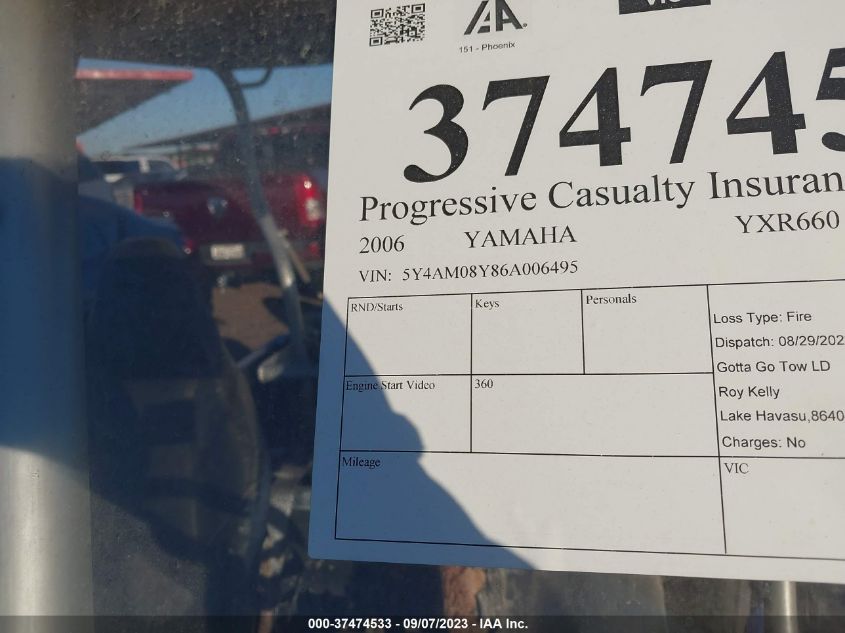 IAA.
151 - Phoenix
374745
Progressive Casualty Insuran
2006 YAMAHA YXR660
VIN: 5Y4AM08Y86A006495
RND/Starts Keys Personals
Loss Type: Fire
Dispatch: 08/29/202
Gotta Go Tow LD
Roy Kelly
Lake Havasu,8640
Charges: No
Engine Start Video 360
Mileage VIC
000-37474533 - 09/07/2023 - IAA Inc.